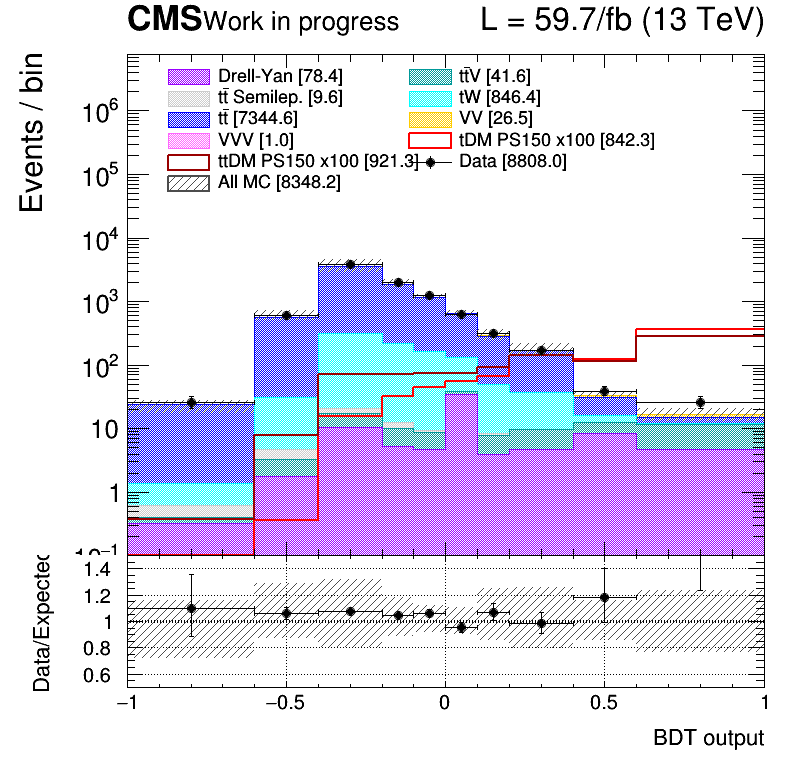 CMS Work in progress L = 59.7/fb (13 TeV)
Events / bin
Drell-Yan [78.4] tt̄V [41.6]
tt̄ Semilep. [9.6] tW [846.4]
tt̄ [7344.6] VV [26.5]
VVV [1.0] tDM PS150 x100 [842.3]
ttDM PS150 x100 [921.3] Data [8808.0]
All MC [8348.2]
10⁶
10⁵
10⁴
10³
10²
10
1
10⁻¹
Data/Expected
1.4
1.2
1
0.8
0.6
−1 −0.5 0 0.5 1
BDT output